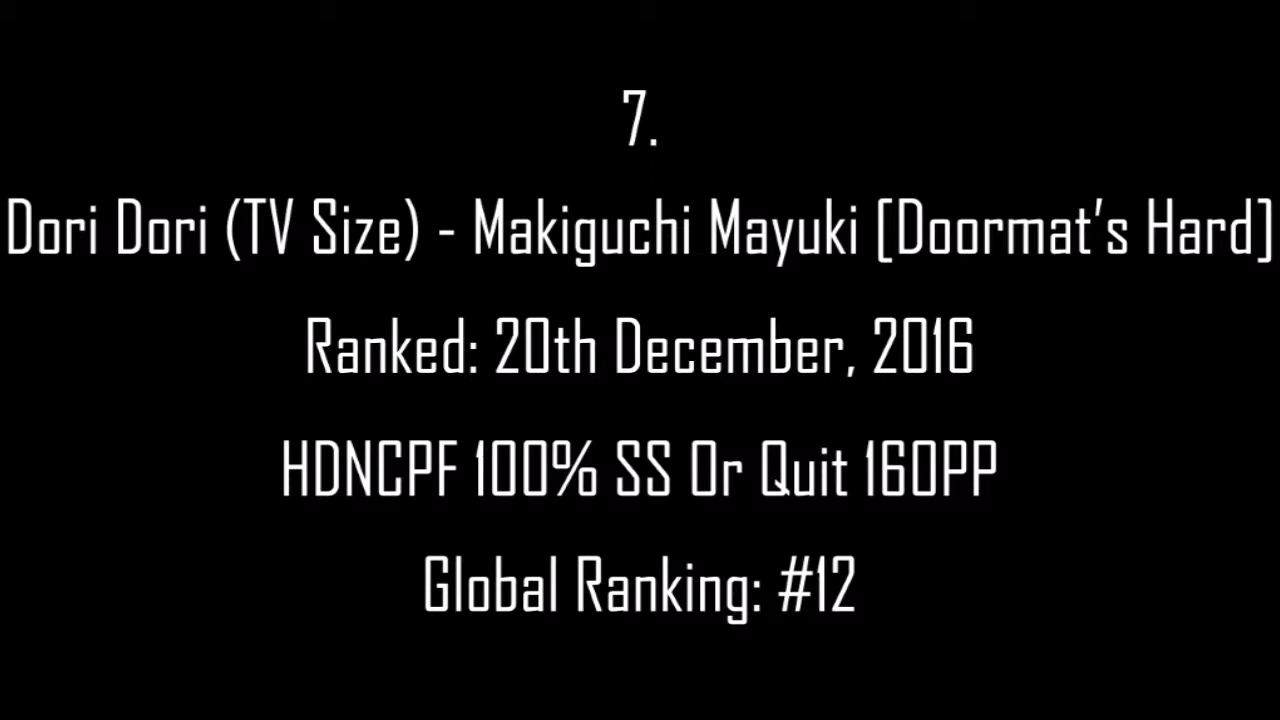 7.
Dori Dori (TV Size) - Makiguchi Mayuki [Doormat's Hard]
Ranked: 20th December, 2016
HDNCPF 100% SS Or Quit 160PP
Global Ranking: #12